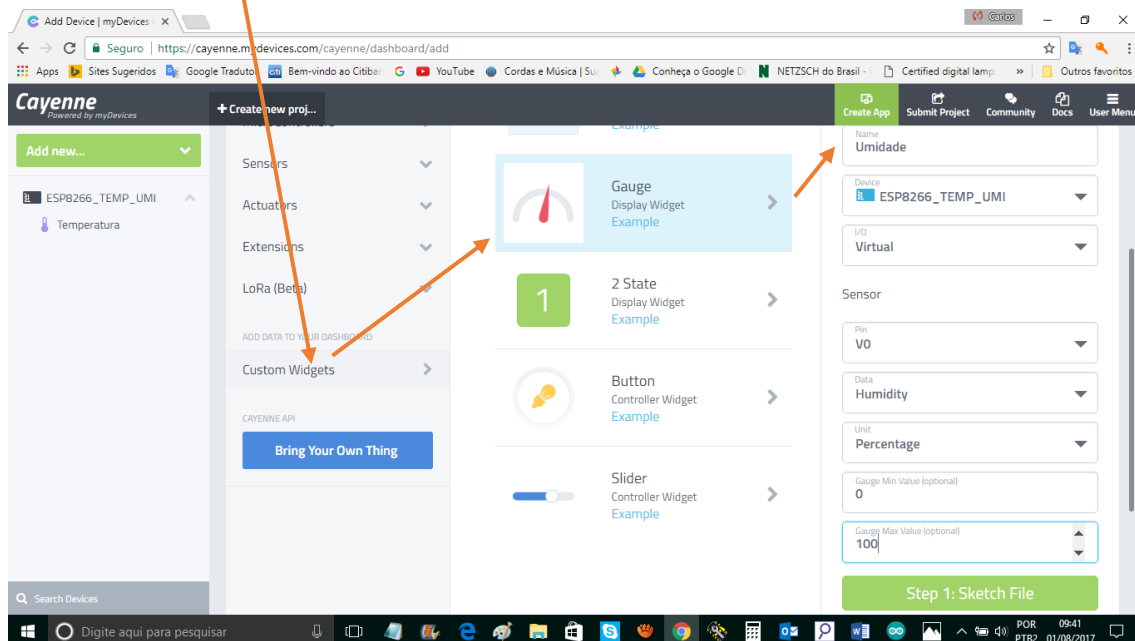 Add Device | myDevices
Carlos
Seguro | https://cayenne.mydevices.com/cayenne/dashboard/add
Apps
Sites Sugeridos
Google Tradutor
citi
Bem-vindo ao Citiban
G
YouTube
Cordas e Música | Su
Conheça o Google D
N
NETZSCH do Brasil -
Certified digital lamp
»
Outros favoritos
Cayenne
Powered by myDevices
+ Create new proj...
Create App
Submit Project
Community
Docs
User Menu
Add new...
ESP8266_TEMP_UMI
Temperatura
Search Devices
Sensors
Actuators
Extensions
LoRa (Beta)
ADD DATA TO YOUR DASHBOARD
Custom Widgets
CAYENNE API
Bring Your Own Thing
Example
Gauge
Display Widget
Example
1
2 State
Display Widget
Example
Button
Controller Widget
Example
Slider
Controller Widget
Example
Name
Umidade
Device
ESP8266_TEMP_UMI
I/O
Virtual
Sensor
Pin
V0
Data
Humidity
Unit
Percentage
Gauge Min Value (optional)
0
Gauge Max Value (optional)
100
Step 1: Sketch File
Digite aqui para pesquisar
POR
PTB2
09:41
01/08/2017